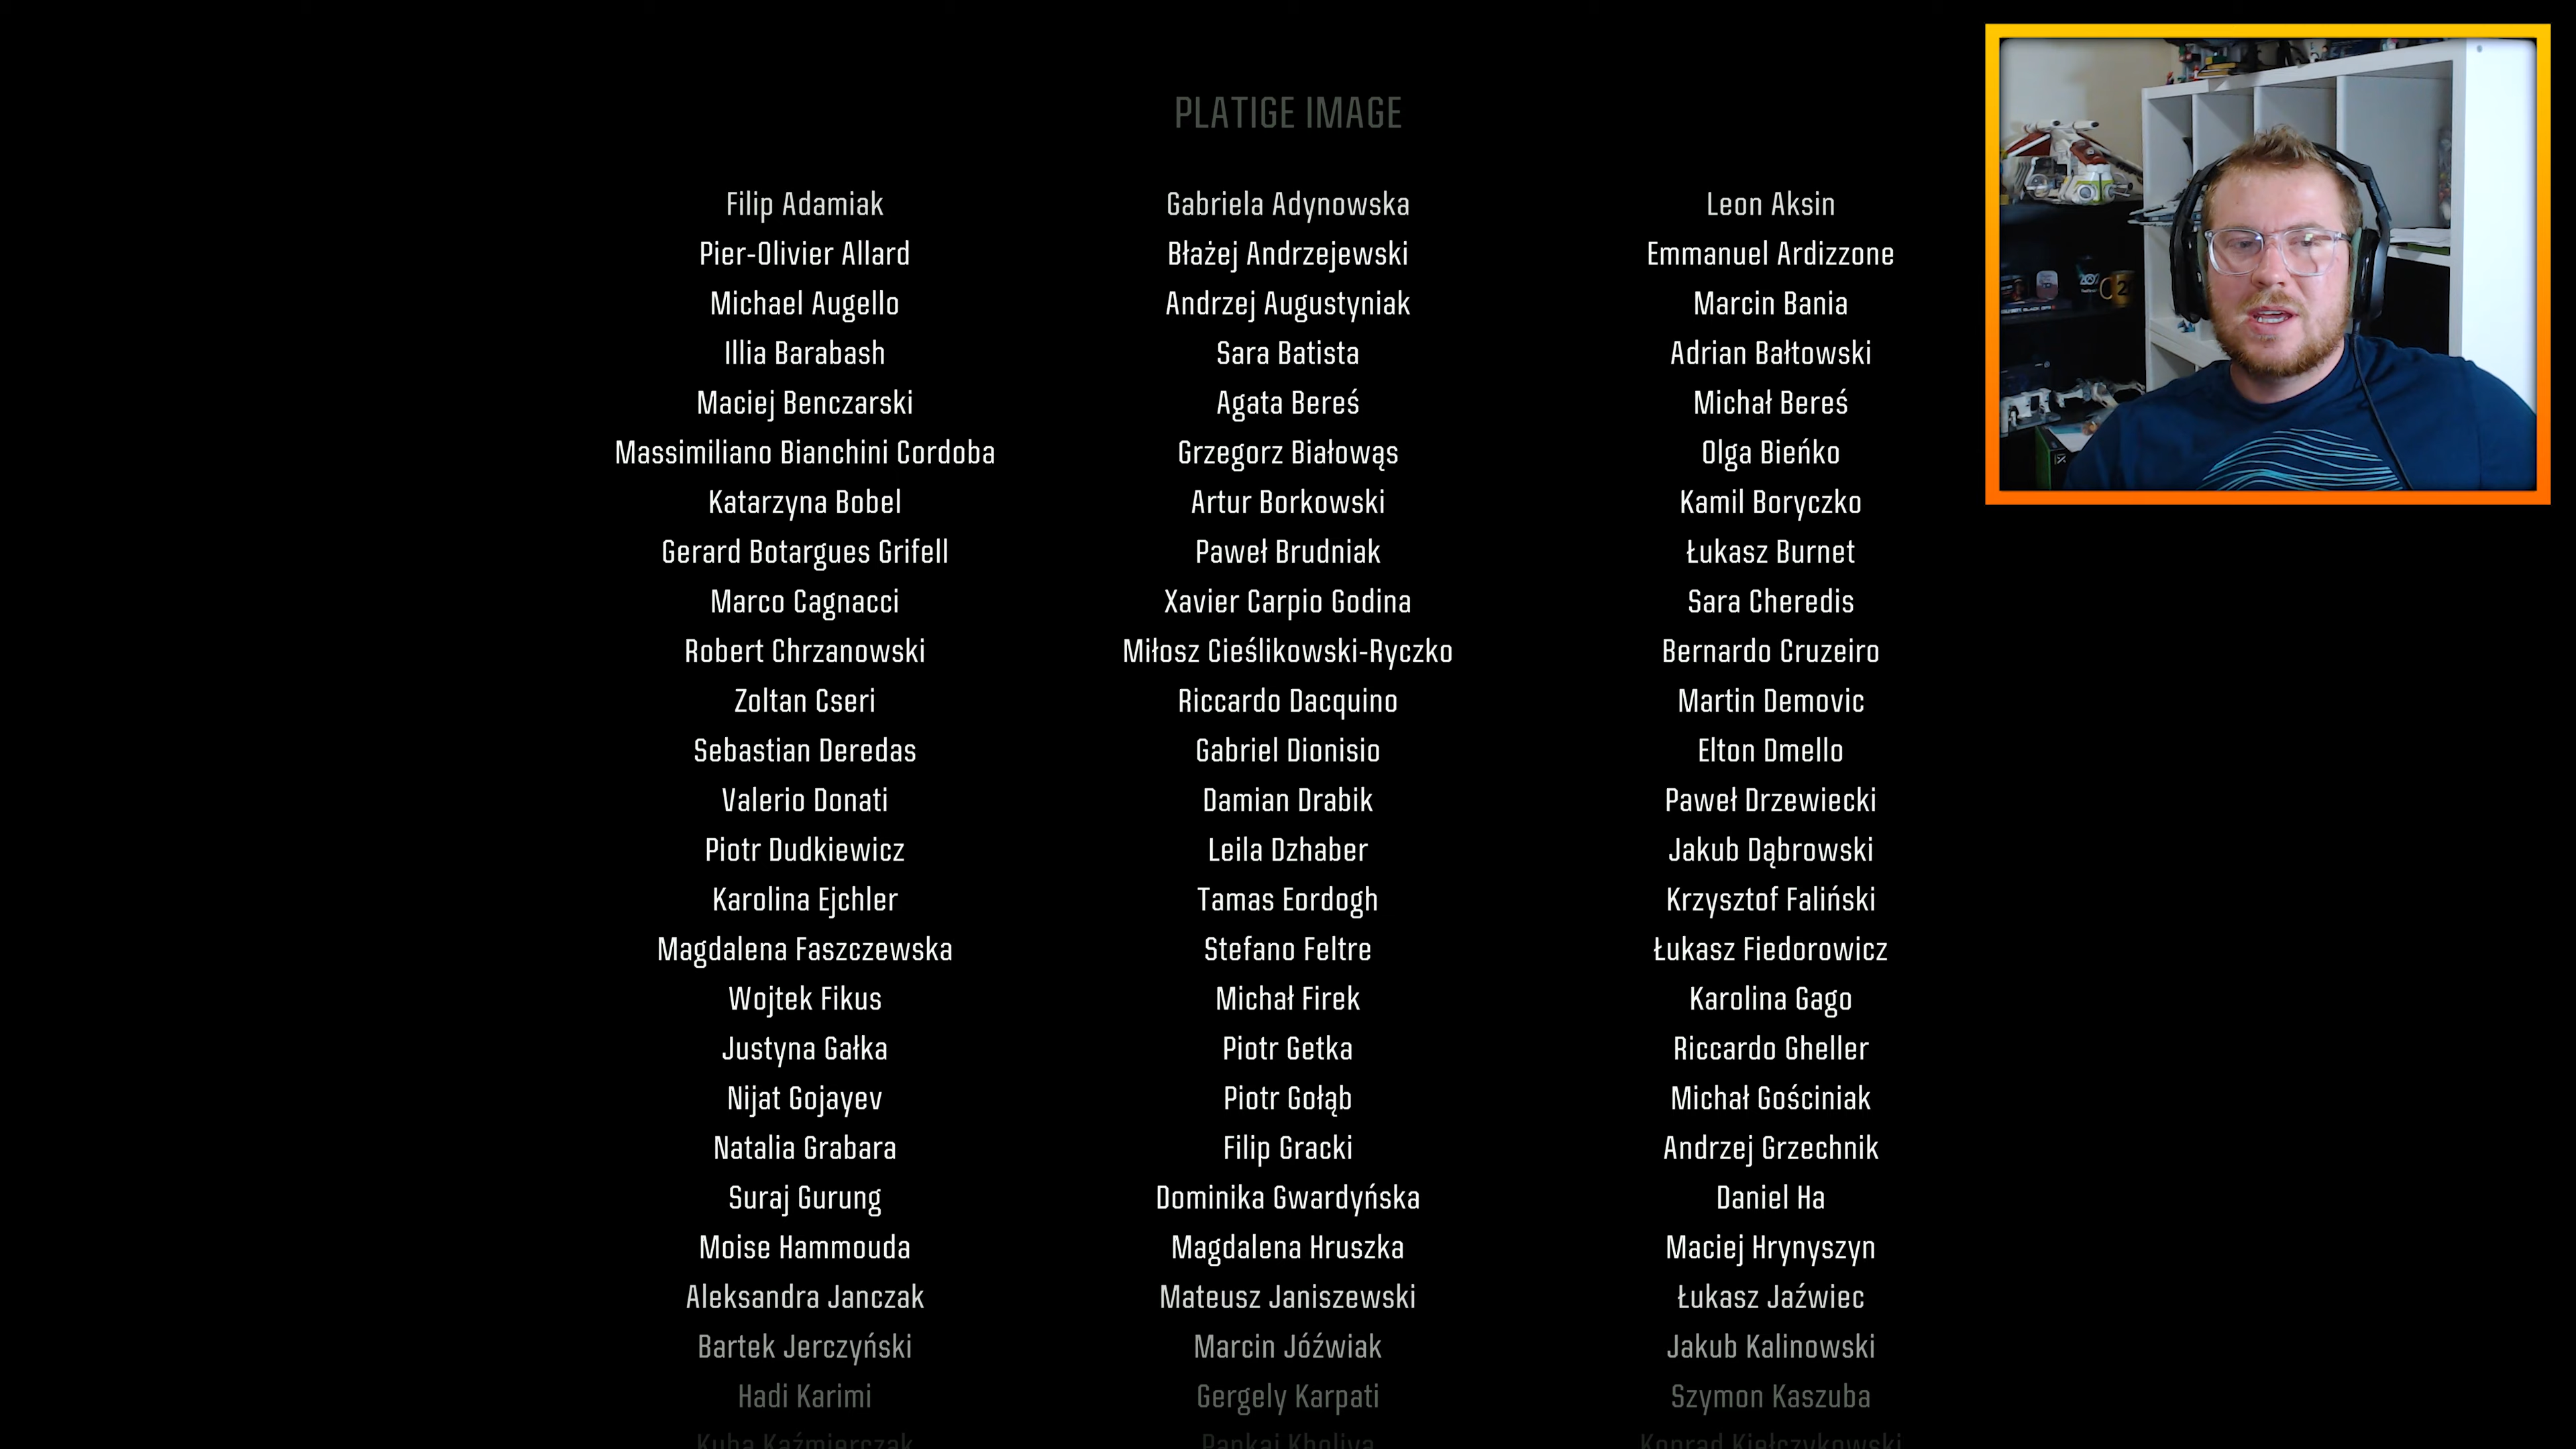 PLATIGE IMAGE
Filip Adamiak Gabriela Adynowska Leon Aksin
Pier-Olivier Allard Błażej Andrzejewski Emmanuel Ardizzone
Michael Augello Andrzej Augustyniak Marcin Bania
Illia Barabash Sara Batista Adrian Bałtowski
Maciej Benczarski Agata Bereś Michał Bereś
Massimiliano Bianchini Cordoba Grzegorz Białowąs Olga Bieńko
Katarzyna Bobel Artur Borkowski Kamil Boryczko
Gerard Botargues Grifell Paweł Brudniak Łukasz Burnet
Marco Cagnacci Xavier Carpio Godina Sara Cheredis
Robert Chrzanowski Miłosz Cieślikowski-Ryczko Bernardo Cruzeiro
Zoltan Cseri Riccardo Dacquino Martin Demovic
Sebastian Deredas Gabriel Dionisio Elton Dmello
Valerio Donati Damian Drabik Paweł Drzewiecki
Piotr Dudkiewicz Leila Dzhaber Jakub Dąbrowski
Karolina Ejchler Tamas Eordogh Krzysztof Faliński
Magdalena Faszczewska Stefano Feltre Łukasz Fiedorowicz
Wojtek Fikus Michał Firek Karolina Gago
Justyna Gałka Piotr Getka Riccardo Gheller
Nijat Gojayev Piotr Gołąb Michał Gościniak
Natalia Grabara Filip Gracki Andrzej Grzechnik
Suraj Gurung Dominika Gwardyńska Daniel Ha
Moise Hammouda Magdalena Hruszka Maciej Hrynyszyn
Aleksandra Janczak Mateusz Janiszewski Łukasz Jaźwiec
Bartek Jerczyński Marcin Jóźwiak Jakub Kalinowski
Hadi Karimi Gergely Karpati Szymon Kaszuba
Kuba Kaźmierczak Pankaj Kholiya Konrad Kiełczykowski